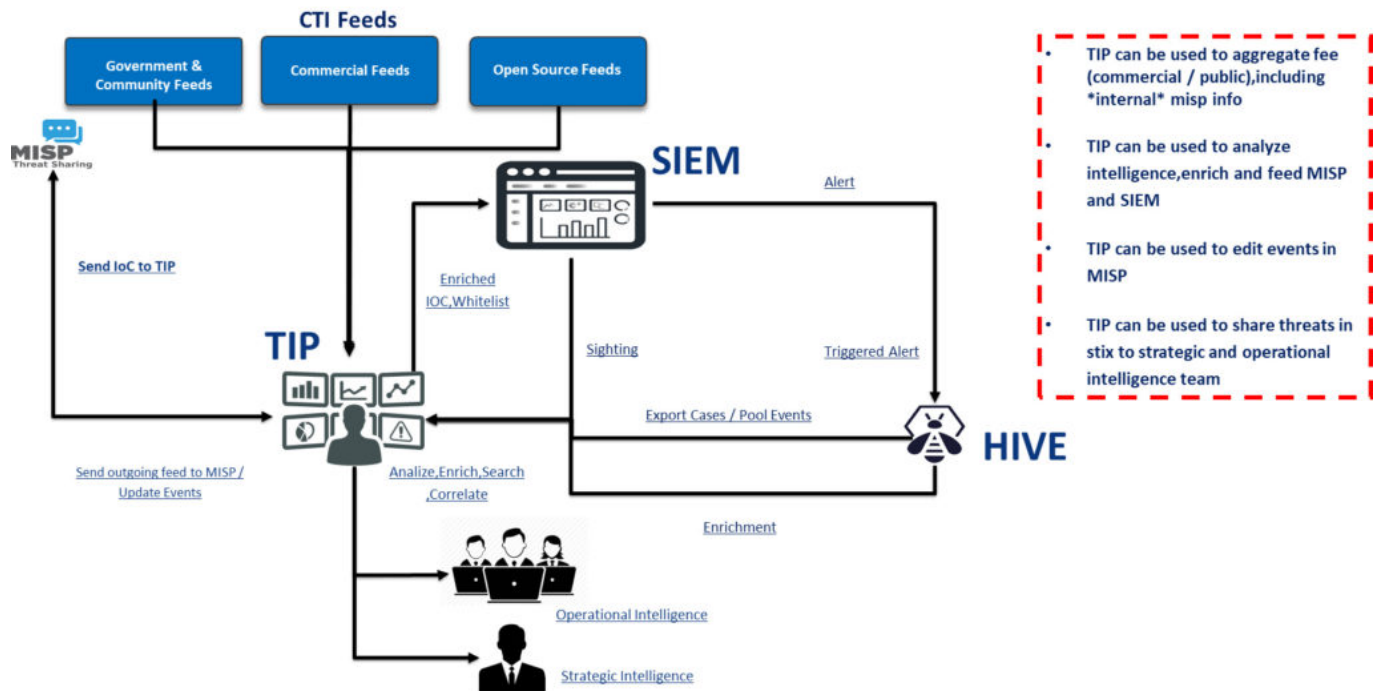 CTI Feeds
Government &
Community Feeds
Commercial Feeds
Open Source Feeds
MISP
Threat Sharing
SIEM
Alert
Send IoC to TIP
Enriched
IOC,Whitelist
TIP
Sighting
Triggered Alert
Export Cases / Pool Events
HIVE
Send outgoing feed to MISP /
Update Events
Analize,Enrich,Search
,Correlate
Enrichment
Operational Intelligence
Strategic Intelligence
• TIP can be used to aggregate fee
(commercial / public),including
*internal* misp info
• TIP can be used to analyze
intelligence,enrich and feed MISP
and SIEM
• TIP can be used to edit events in
MISP
• TIP can be used to share threats in
stix to strategic and operational
intelligence team